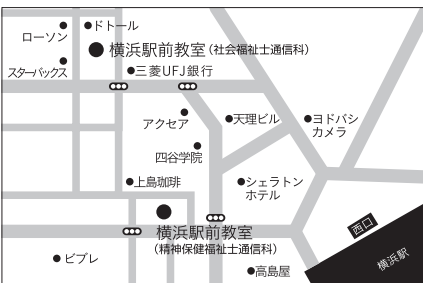 ローソン
ドトール
横浜駅前教室(社会福祉士通信科)
スターバックス
三菱UFJ銀行
アクセア
天理ビル
ヨドバシ
カメラ
四谷学院
上島珈琲
シェラトン
ホテル
横浜駅前教室
(精神保健福祉士通信科)
西口
横浜駅
ビブレ
高島屋